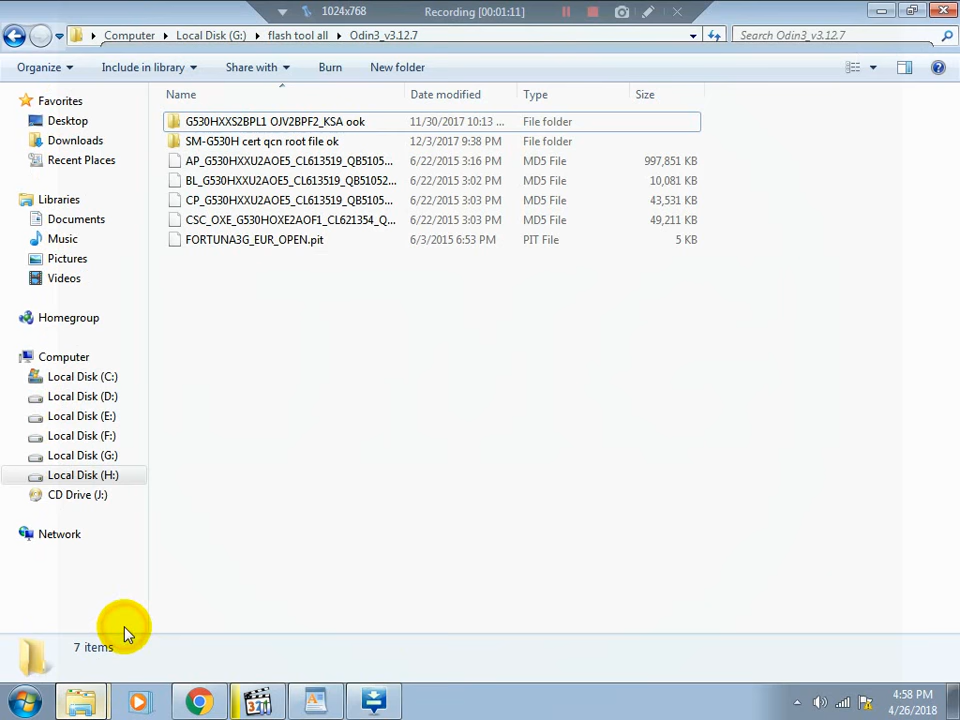 1024x768 Recording [00:01:11]
Computer Local Disk (G:) flash tool all Odin3_v3.12.7 Search Odin3_v3.12.7
Organize Include in library Share with Burn New folder
Name Date modified Type Size
Favorites
Desktop
Downloads
Recent Places
Libraries
Documents
Music
Pictures
Videos
Homegroup
Computer
Local Disk (C:)
Local Disk (D:)
Local Disk (E:)
Local Disk (F:)
Local Disk (G:)
Local Disk (H:)
CD Drive (J:)
Network
G530HXXS2BPL1 OJV2BPF2_KSA ook 11/30/2017 10:13 ... File folder
SM-G530H cert qcn root file ok 12/3/2017 9:38 PM File folder
AP_G530HXXU2AOE5_CL613519_QB5105... 6/22/2015 3:16 PM MD5 File 997,851 KB
BL_G530HXXU2AOE5_CL613519_QB51052... 6/22/2015 3:02 PM MD5 File 10,081 KB
CP_G530HXXU2AOE5_CL613519_QB5105... 6/22/2015 3:03 PM MD5 File 43,531 KB
CSC_OXE_G530HOXE2AOF1_CL621354_Q... 6/22/2015 3:03 PM MD5 File 49,211 KB
FORTUNA3G_EUR_OPEN.pit 6/3/2015 6:53 PM PIT File 5 KB
7 items
321
4:58 PM
4/26/2018